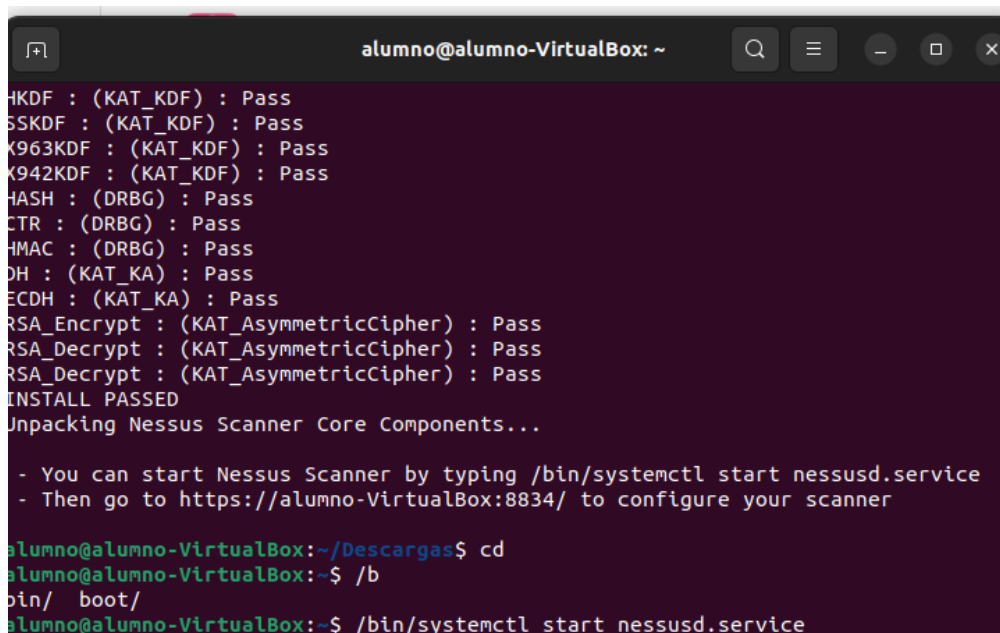 alumno@alumno-VirtualBox: ~
HKDF : (KAT_KDF) : Pass
SSKDF : (KAT_KDF) : Pass
X963KDF : (KAT_KDF) : Pass
X942KDF : (KAT_KDF) : Pass
HASH : (DRBG) : Pass
CTR : (DRBG) : Pass
HMAC : (DRBG) : Pass
DH : (KAT_KA) : Pass
ECDH : (KAT_KA) : Pass
RSA_Encrypt : (KAT_AsymmetricCipher) : Pass
RSA_Decrypt : (KAT_AsymmetricCipher) : Pass
RSA_Decrypt : (KAT_AsymmetricCipher) : Pass
INSTALL PASSED
Unpacking Nessus Scanner Core Components...
- You can start Nessus Scanner by typing /bin/systemctl start nessusd.service
- Then go to https://alumno-VirtualBox:8834/ to configure your scanner
alumno@alumno-VirtualBox:~/Descargas$ cd
alumno@alumno-VirtualBox:~$ /b
bin/ boot/
alumno@alumno-VirtualBox:~$ /bin/systemctl start nessusd.service